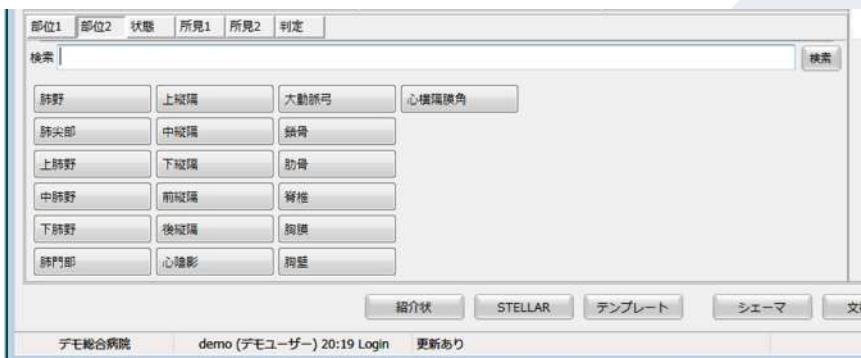 部位1 部位2 状態 所見1 所見2 判定
検索 検索
肺野 上縦隔 大動脈弓 心横隔膜角
肺尖部 中縦隔 鎖骨
上肺野 下縦隔 肋骨
中肺野 前縦隔 脊椎
下肺野 後縦隔 胸膜
肺門部 心陰影 胸壁
紹介状 STELLAR テンプレート シェーマ 文
デモ総合病院 demo (デモユーザー) 20:19 Login 更新あり